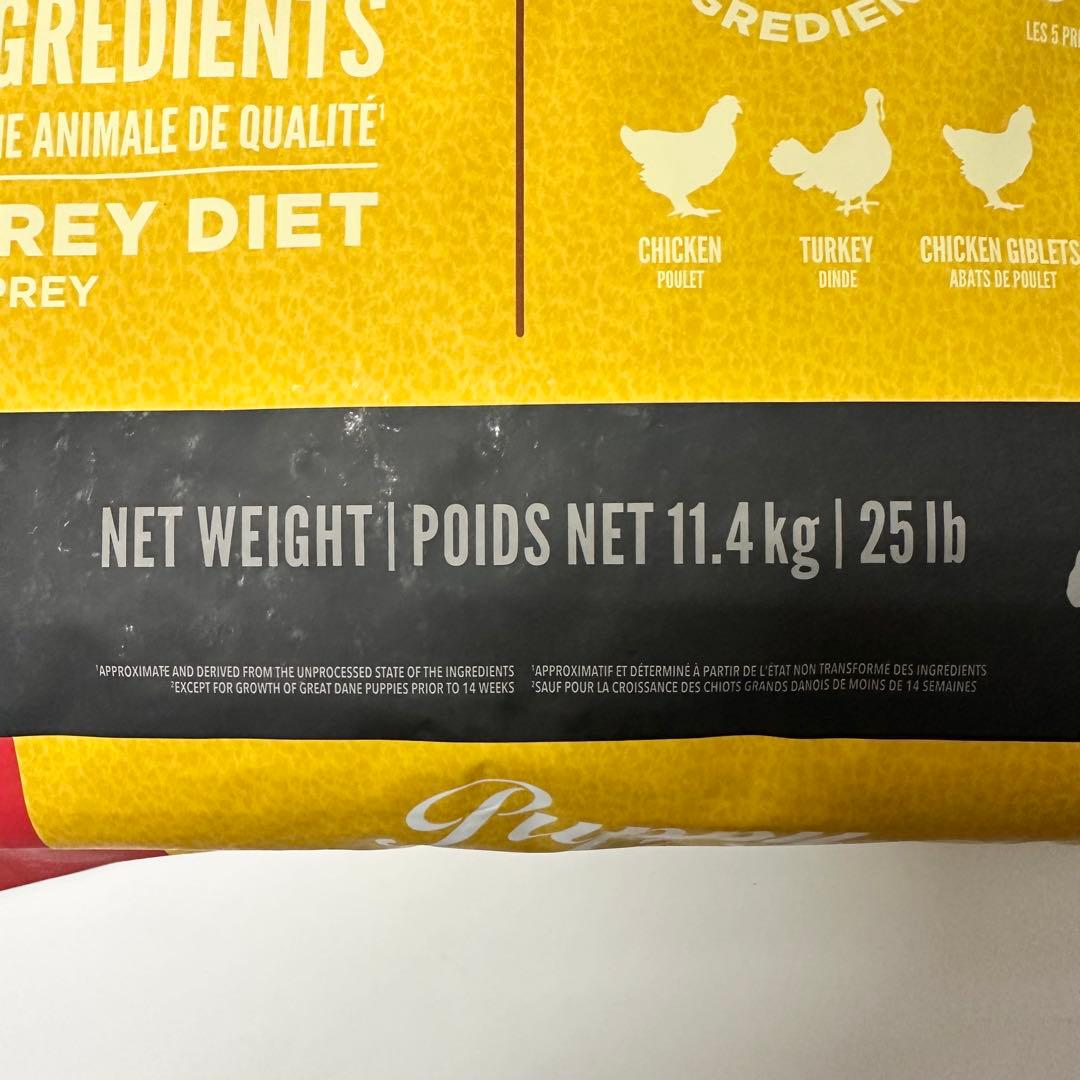 GREDIENTS
ANIMALE DE QUALITÉ¹
REY DIET
PREY
GREDIEN
LES 5 PR
CHICKEN
POULET
TURKEY
DINDE
CHICKEN GIBLETS
ABATS DE POULET
NET WEIGHT | POIDS NET 11.4 kg | 25 lb
¹APPROXIMATE AND DERIVED FROM THE UNPROCESSED STATE OF THE INGREDIENTS
²EXCEPT FOR GROWTH OF GREAT DANE PUPPIES PRIOR TO 14 WEEKS
¹APPROXIMATIF ET DÉTERMINÉ À PARTIR DE L'ÉTAT NON TRANSFORMÉ DES INGRÉDIENTS
²SAUF POUR LA CROISSANCE DES CHIOTS GRANDS DANOIS DE MOINS DE 14 SEMAINES
Puppy